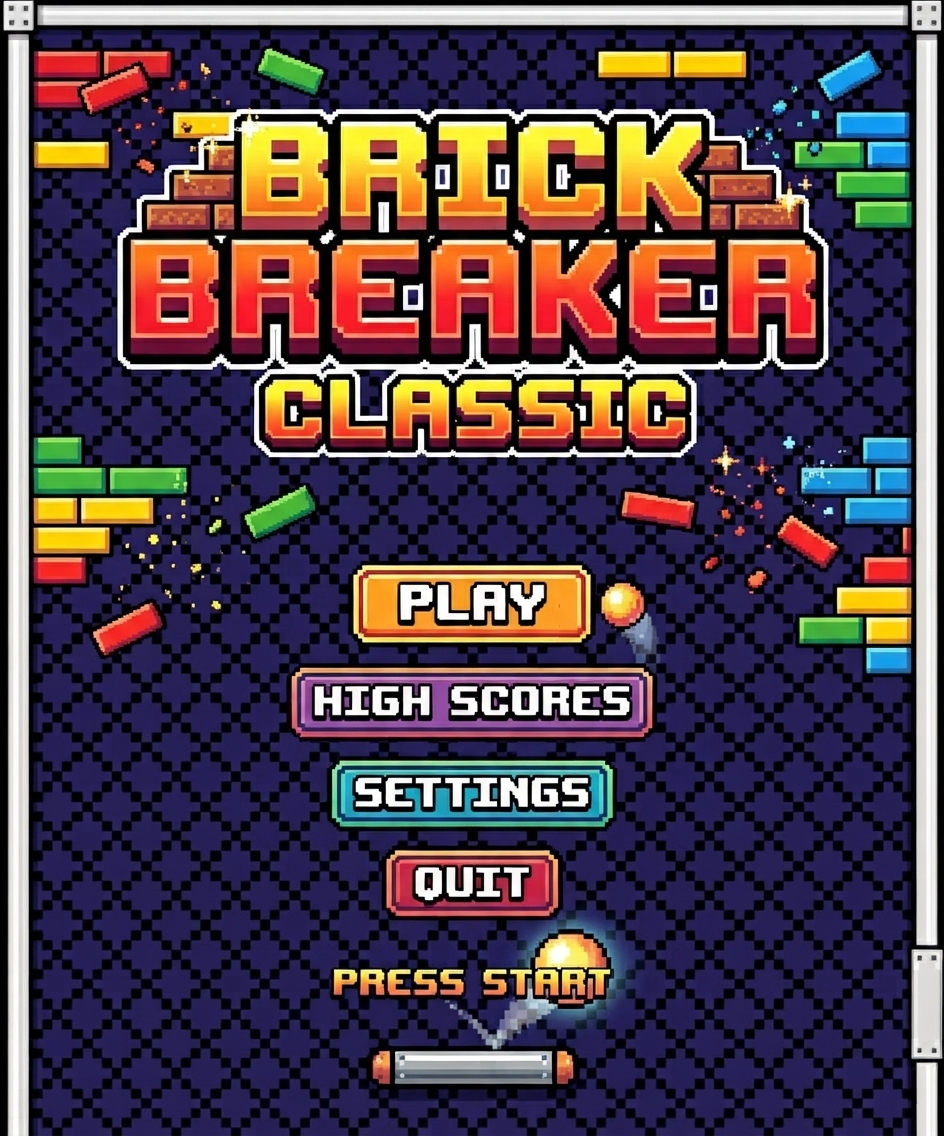 BRICK
BREAKER
CLASSIC
PLAY
HIGH SCORES
SETTINGS
QUIT
PRESS START